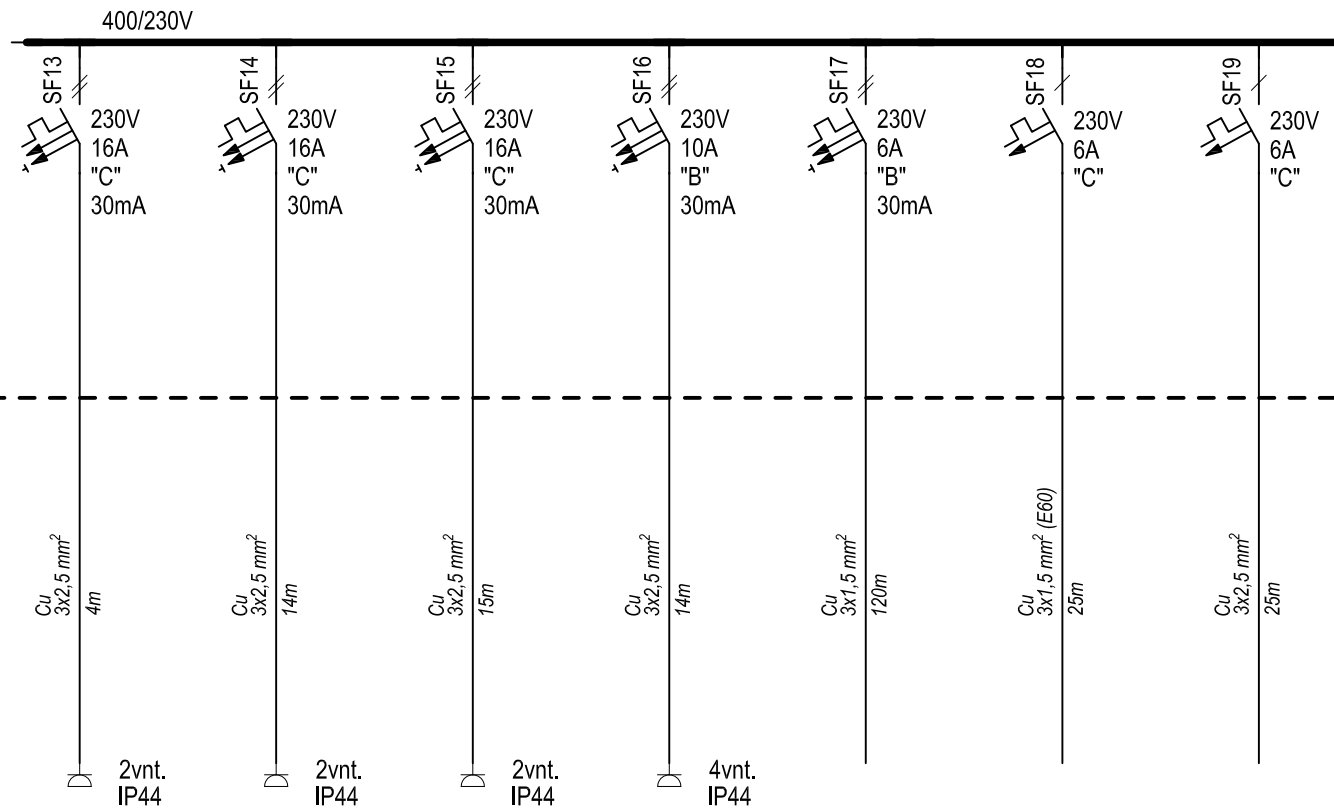 400/230V
SF13
230V
16A
"C"
30mA
SF14
230V
16A
"C"
30mA
SF15
230V
16A
"C"
30mA
SF16
230V
10A
"B"
30mA
SF17
230V
6A
"B"
30mA
SF18
230V
6A
"C"
SF19
230V
6A
"C"
Cu
3x2,5 mm²
4m
Cu
3x2,5 mm²
14m
Cu
3x2,5 mm²
15m
Cu
3x2,5 mm²
14m
Cu
3x1,5 mm²
120m
Cu
3x1,5 mm² (E60)
25m
Cu
3x2,5 mm²
25m
2vnt.
IP44
2vnt.
IP44
2vnt.
IP44
4vnt.
IP44